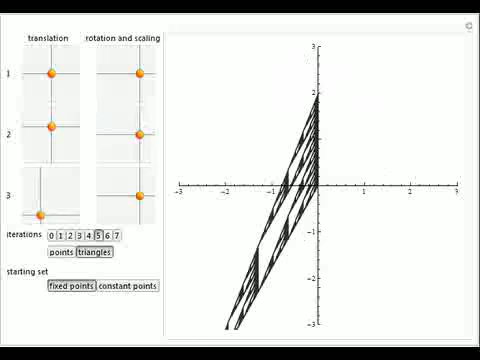 translation rotation and scaling
1
2
3
iterations 0 1 2 3 4 5 6 7
points triangles
starting set
fixed points constant points
3
2
1
-3 -2 -1 1 2 3
-1
-2
-3